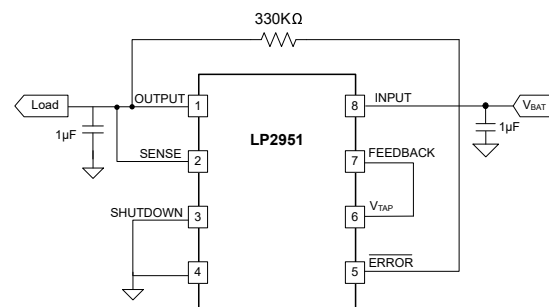 330KΩ
Load
OUTPUT
1
8
INPUT
V_BAT
1µF
LP2951
1µF
SENSE
2
7
FEEDBACK
SHUTDOWN
3
6
V_TAP
4
5
ERROR